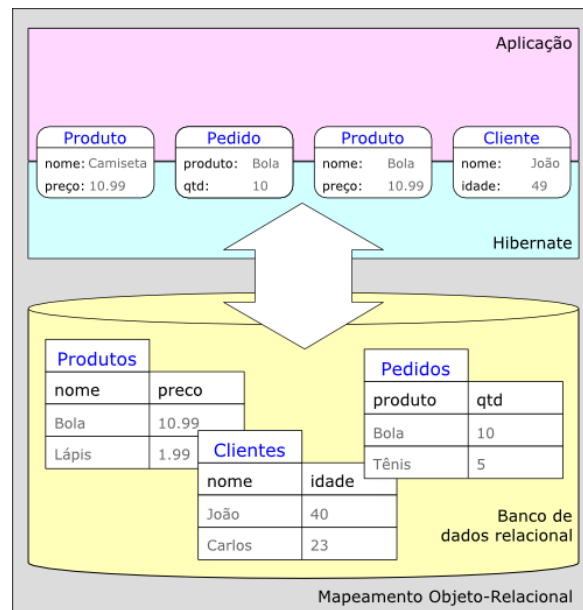 Aplicação
Produto
nome: Camiseta
preço: 10.99
Pedido
produto: Bola
qtd: 10
Produto
nome: Bola
preço: 10.99
Cliente
nome: João
idade: 49
Hibernate
Produtos
nome preco
Bola 10.99
Lápis 1.99
Clientes
nome idade
João 40
Carlos 23
Pedidos
produto qtd
Bola 10
Tênis 5
Banco de
dados relacional
Mapeamento Objeto-Relacional